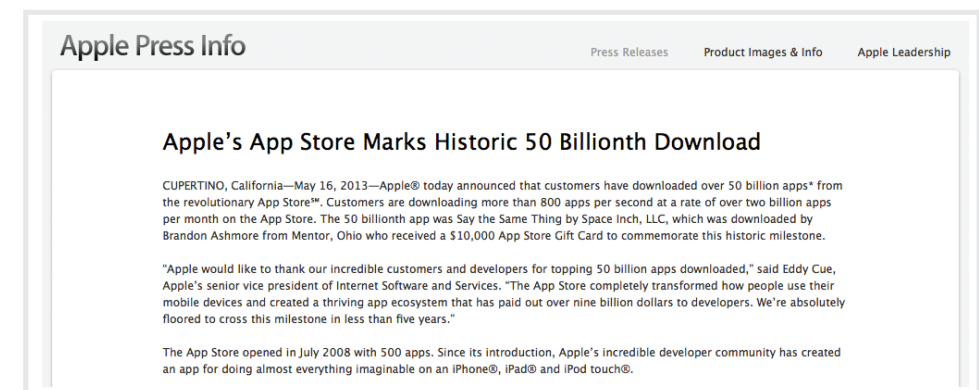 Apple Press Info
Press Releases Product Images & Info Apple Leadership
Apple’s App Store Marks Historic 50 Billionth Download
CUPERTINO, California—May 16, 2013—Apple® today announced that customers have downloaded over 50 billion apps* from
the revolutionary App Store℠. Customers are downloading more than 800 apps per second at a rate of over two billion apps
per month on the App Store. The 50 billionth app was Say the Same Thing by Space Inch, LLC, which was downloaded by
Brandon Ashmore from Mentor, Ohio who received a $10,000 App Store Gift Card to commemorate this historic milestone.
"Apple would like to thank our incredible customers and developers for topping 50 billion apps downloaded,” said Eddy Cue,
Apple’s senior vice president of Internet Software and Services. “The App Store completely transformed how people use their
mobile devices and created a thriving app ecosystem that has paid out over nine billion dollars to developers. We’re absolutely
floored to cross this milestone in less than five years.”
The App Store opened in July 2008 with 500 apps. Since its introduction, Apple’s incredible developer community has created
an app for doing almost everything imaginable on an iPhone®, iPad® and iPod touch®.